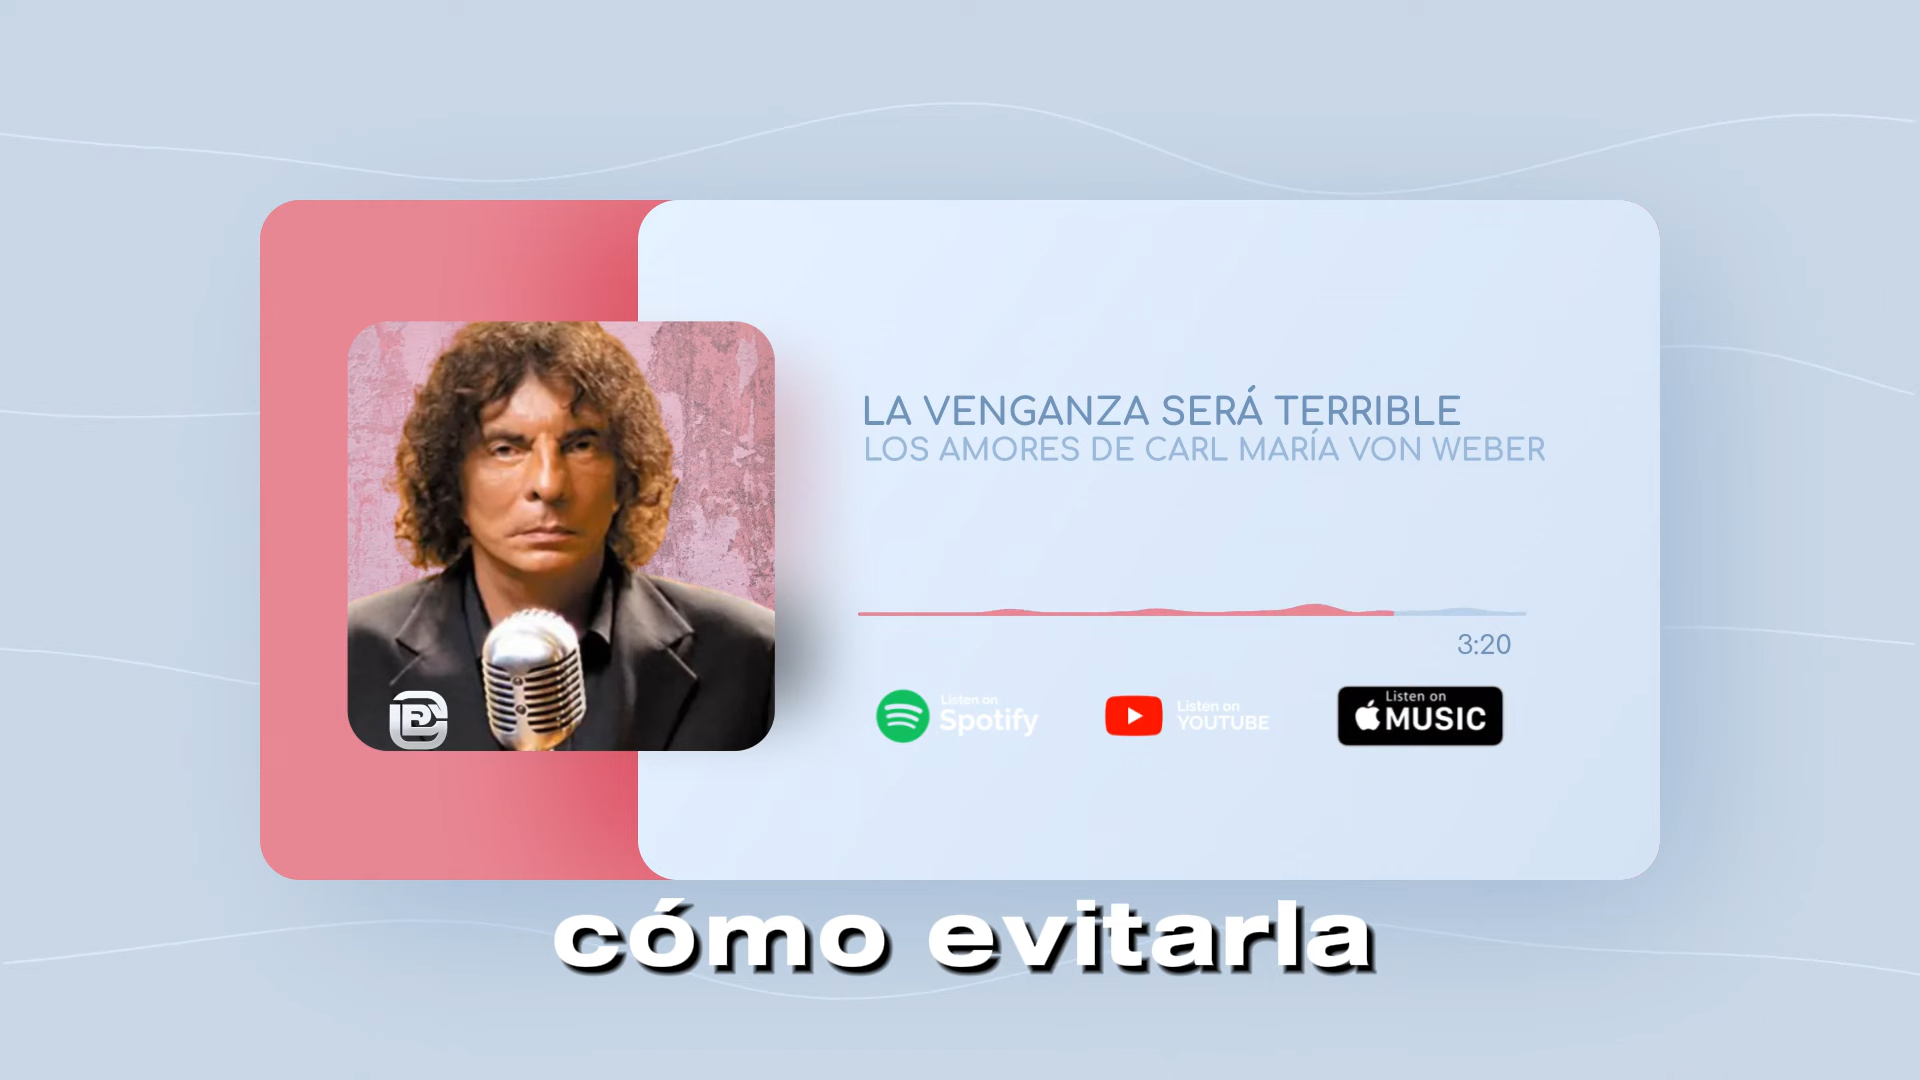 LA VENGANZA SERÁ TERRIBLE
LOS AMORES DE CARL MARÍA VON WEBER
3:20
Listen on
Spotify
Listen on
YOUTUBE
Listen on
MUSIC
cómo evitarla